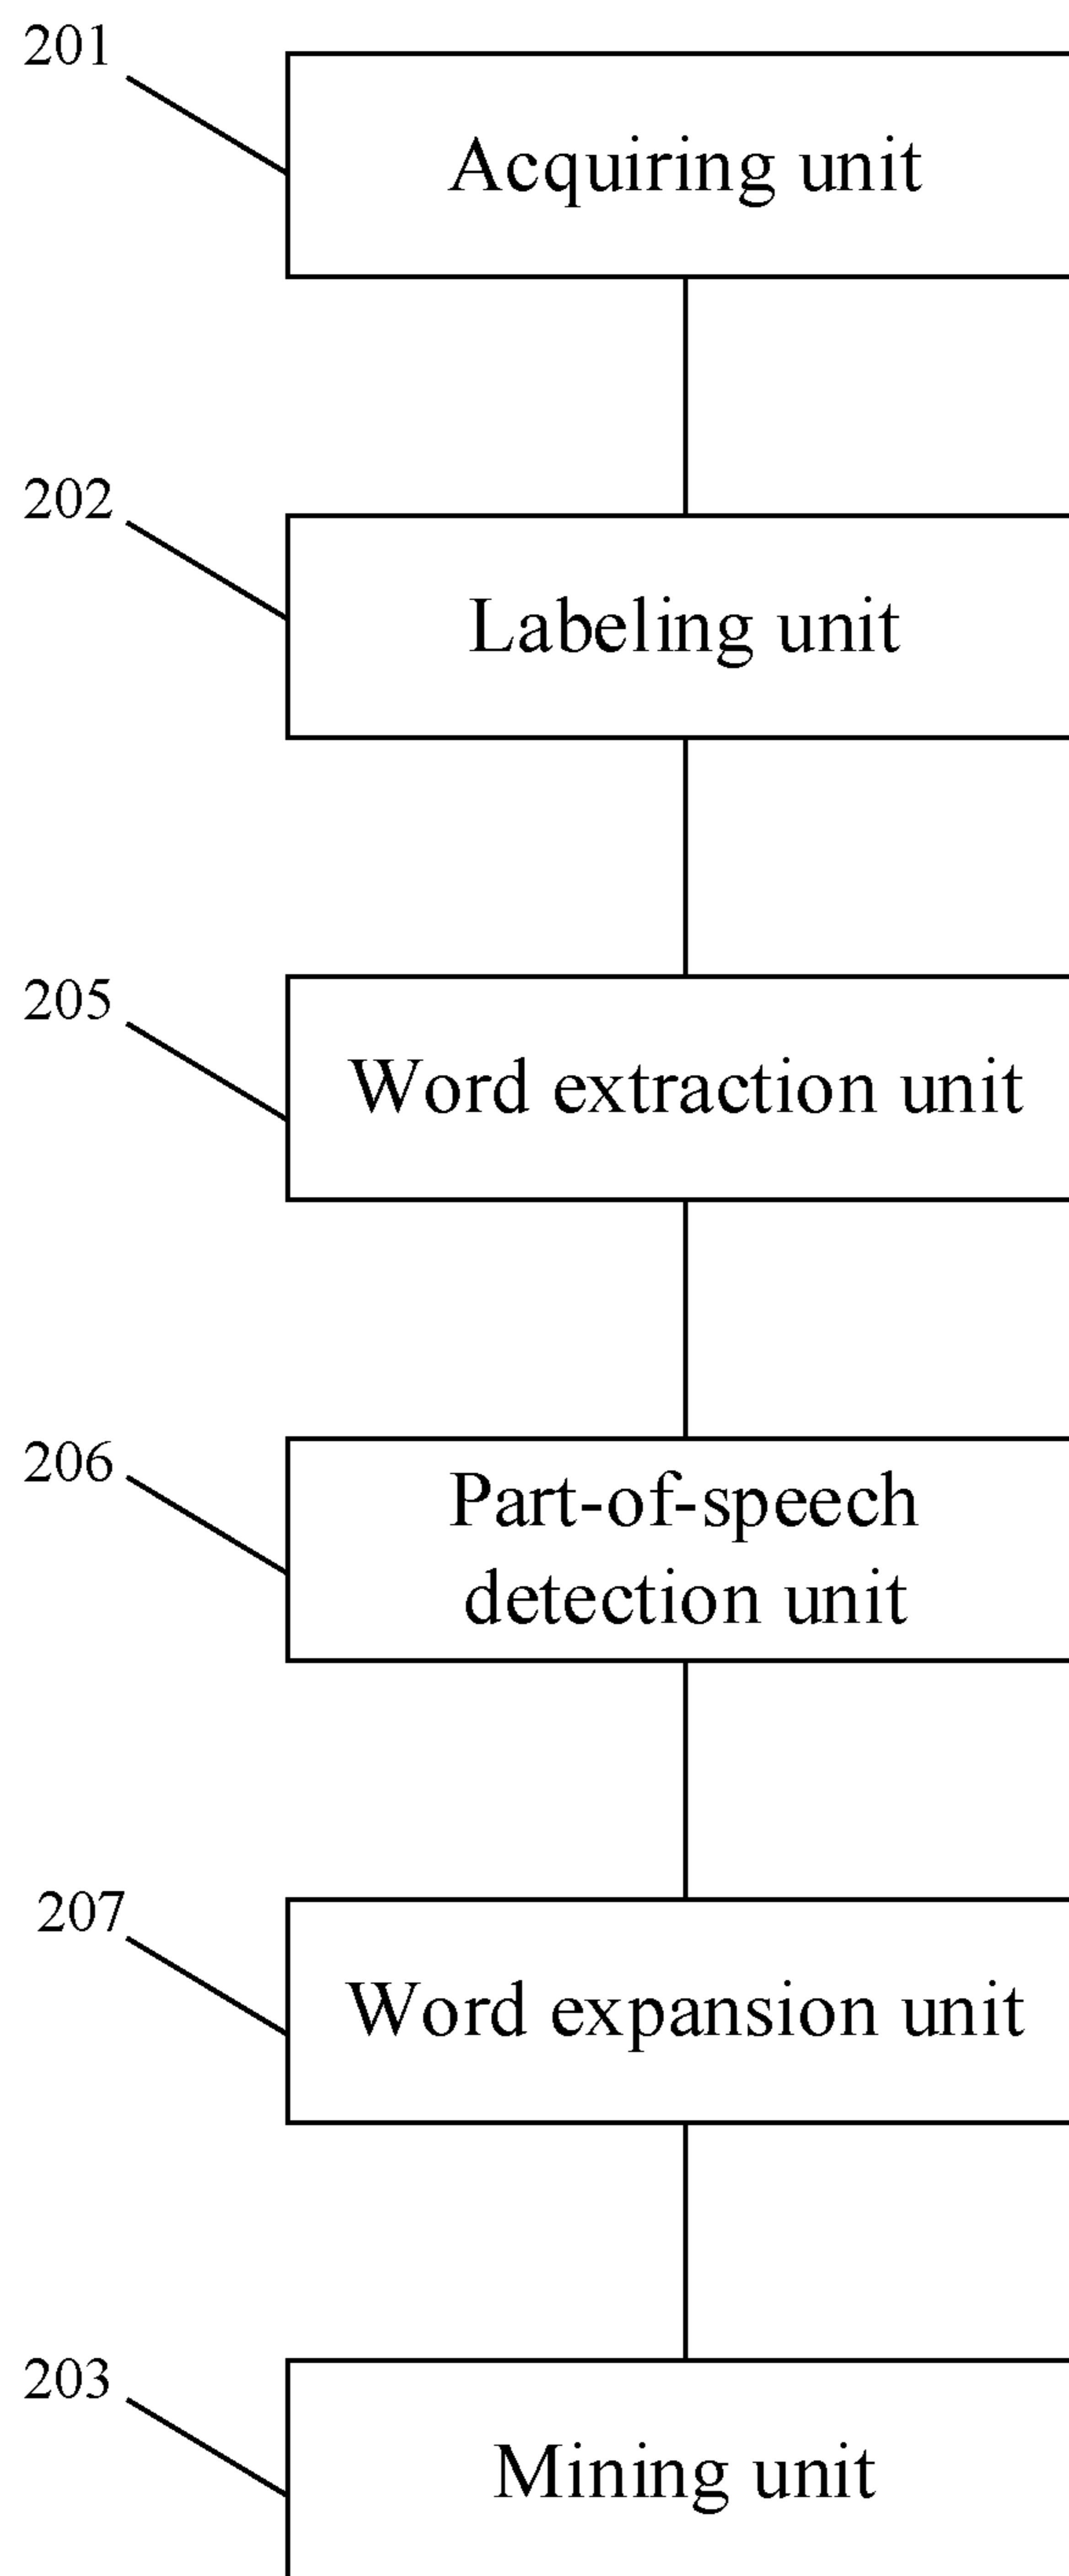 201
Acquiring unit
202
Labeling unit
205
Word extraction unit
206
Part-of-speech
detection unit
207
Word expansion unit
203
Mining unit